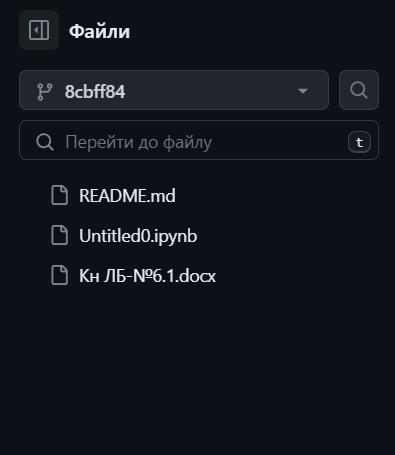 Файли
8cbff84
Перейти до файлу t
README.md
Untitled0.ipynb
Кн ЛБ-№6.1.docx